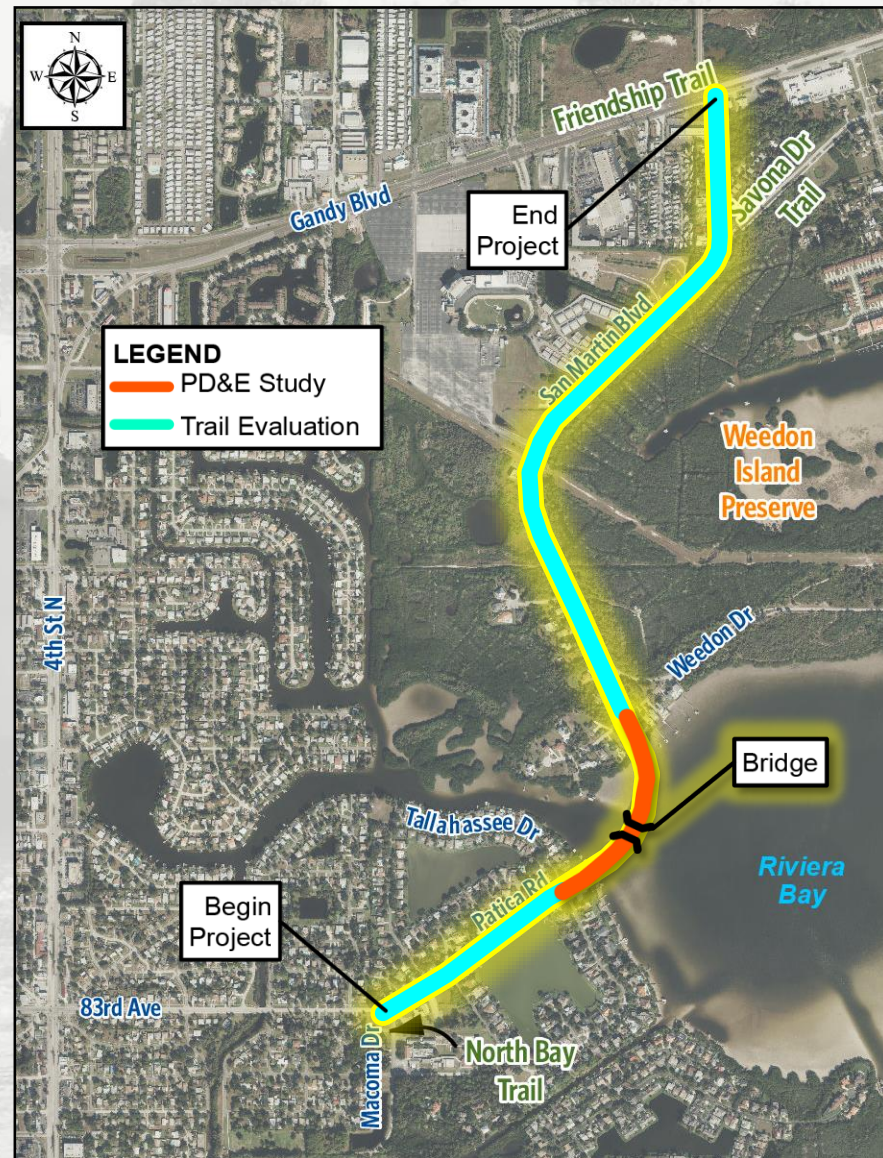 N
W E
S
Friendship Trail
Savona Dr
Trail
Gandy Blvd
End
Project
LEGEND
PD&E Study
Trail Evaluation
San Martin Blvd
Weedon
Island
Preserve
4th St N
Weedon Dr
Bridge
Tallahassee Dr
Riviera
Bay
Patica Rd
Begin
Project
83rd Ave
Macoma Dr
North Bay
Trail